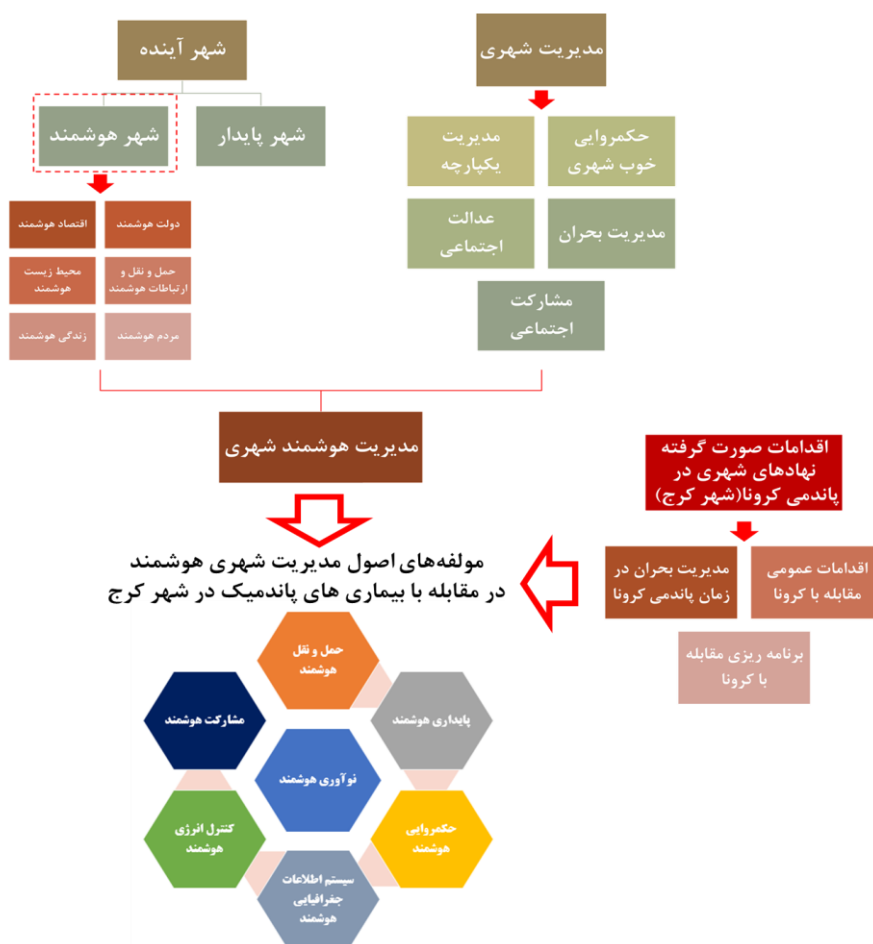 مدیریت شهری
حکمروایی
خوب شهری
مدیریت
یکپارچه
مدیریت بحران
عدالت
اجتماعی
مشارکت
اجتماعی
شهر آینده
شهر پایدار
شهر هوشمند
دولت هوشمند
اقتصاد هوشمند
حمل و نقل و
ارتباطات هوشمند
محیط زیست
هوشمند
مردم هوشمند
زندگی هوشمند
مدیریت هوشمند شهری
اقدامات صورت گرفته
نهادهای شهری در
پاندمی کرونا(شهر کرج)
اقدامات عمومی
مقابله با کرونا
مدیریت بحران در
زمان پاندمی کرونا
برنامه ریزی مقابله
با کرونا
مولفه‌های اصول مدیریت شهری هوشمند
در مقابله با بیماری های پاندمیک در شهر کرج
حمل و نقل
هوشمند
پایداری هوشمند
مشارکت هوشمند
نوآوری هوشمند
حکمروایی
هوشمند
کنترل انرژی
هوشمند
سیستم اطلاعات
جغرافیایی
هوشمند